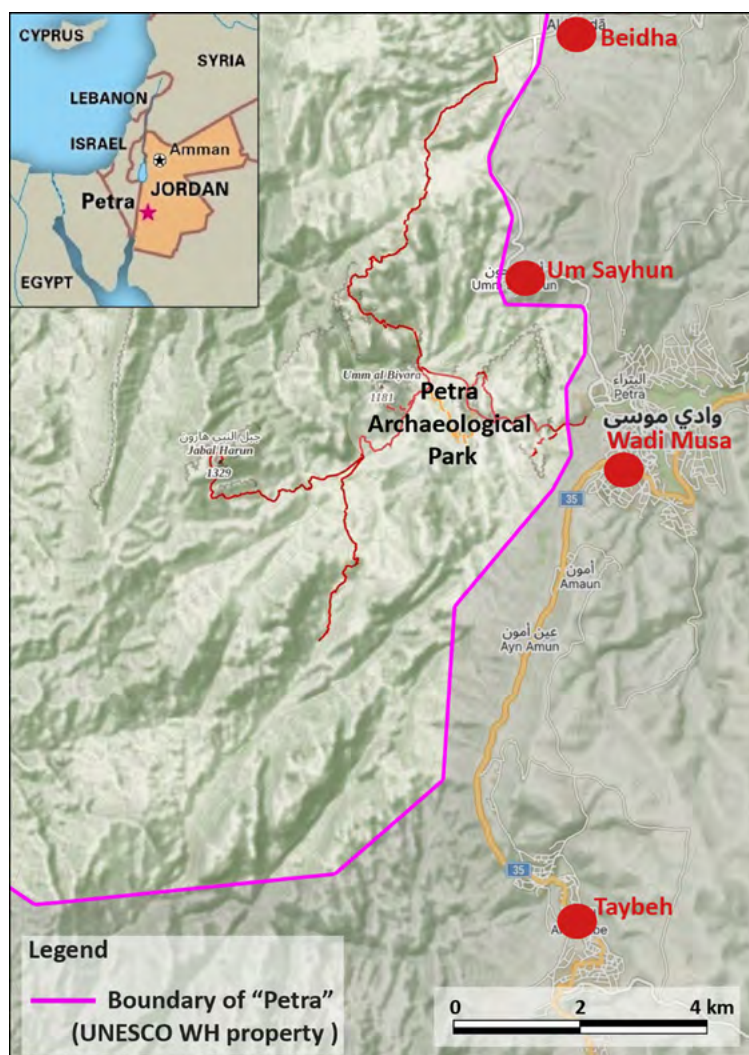 CYPRUS
SYRIA
LEBANON
ISRAEL
Amman
JORDAN
Petra
EGYPT
Beidha
Um Sayhun
Umm al Biyara
1181
Petra
Archaeological
Park
جبل النبي هارون
Jabal Harun
1329
البتراء
Petra
وادي موسى
Wadi Musa
35
أمون
Amaun
عين أمون
Ayn Amun
35
Taybeh
Legend
Boundary of “Petra”
(UNESCO WH property )
0 2 4 km